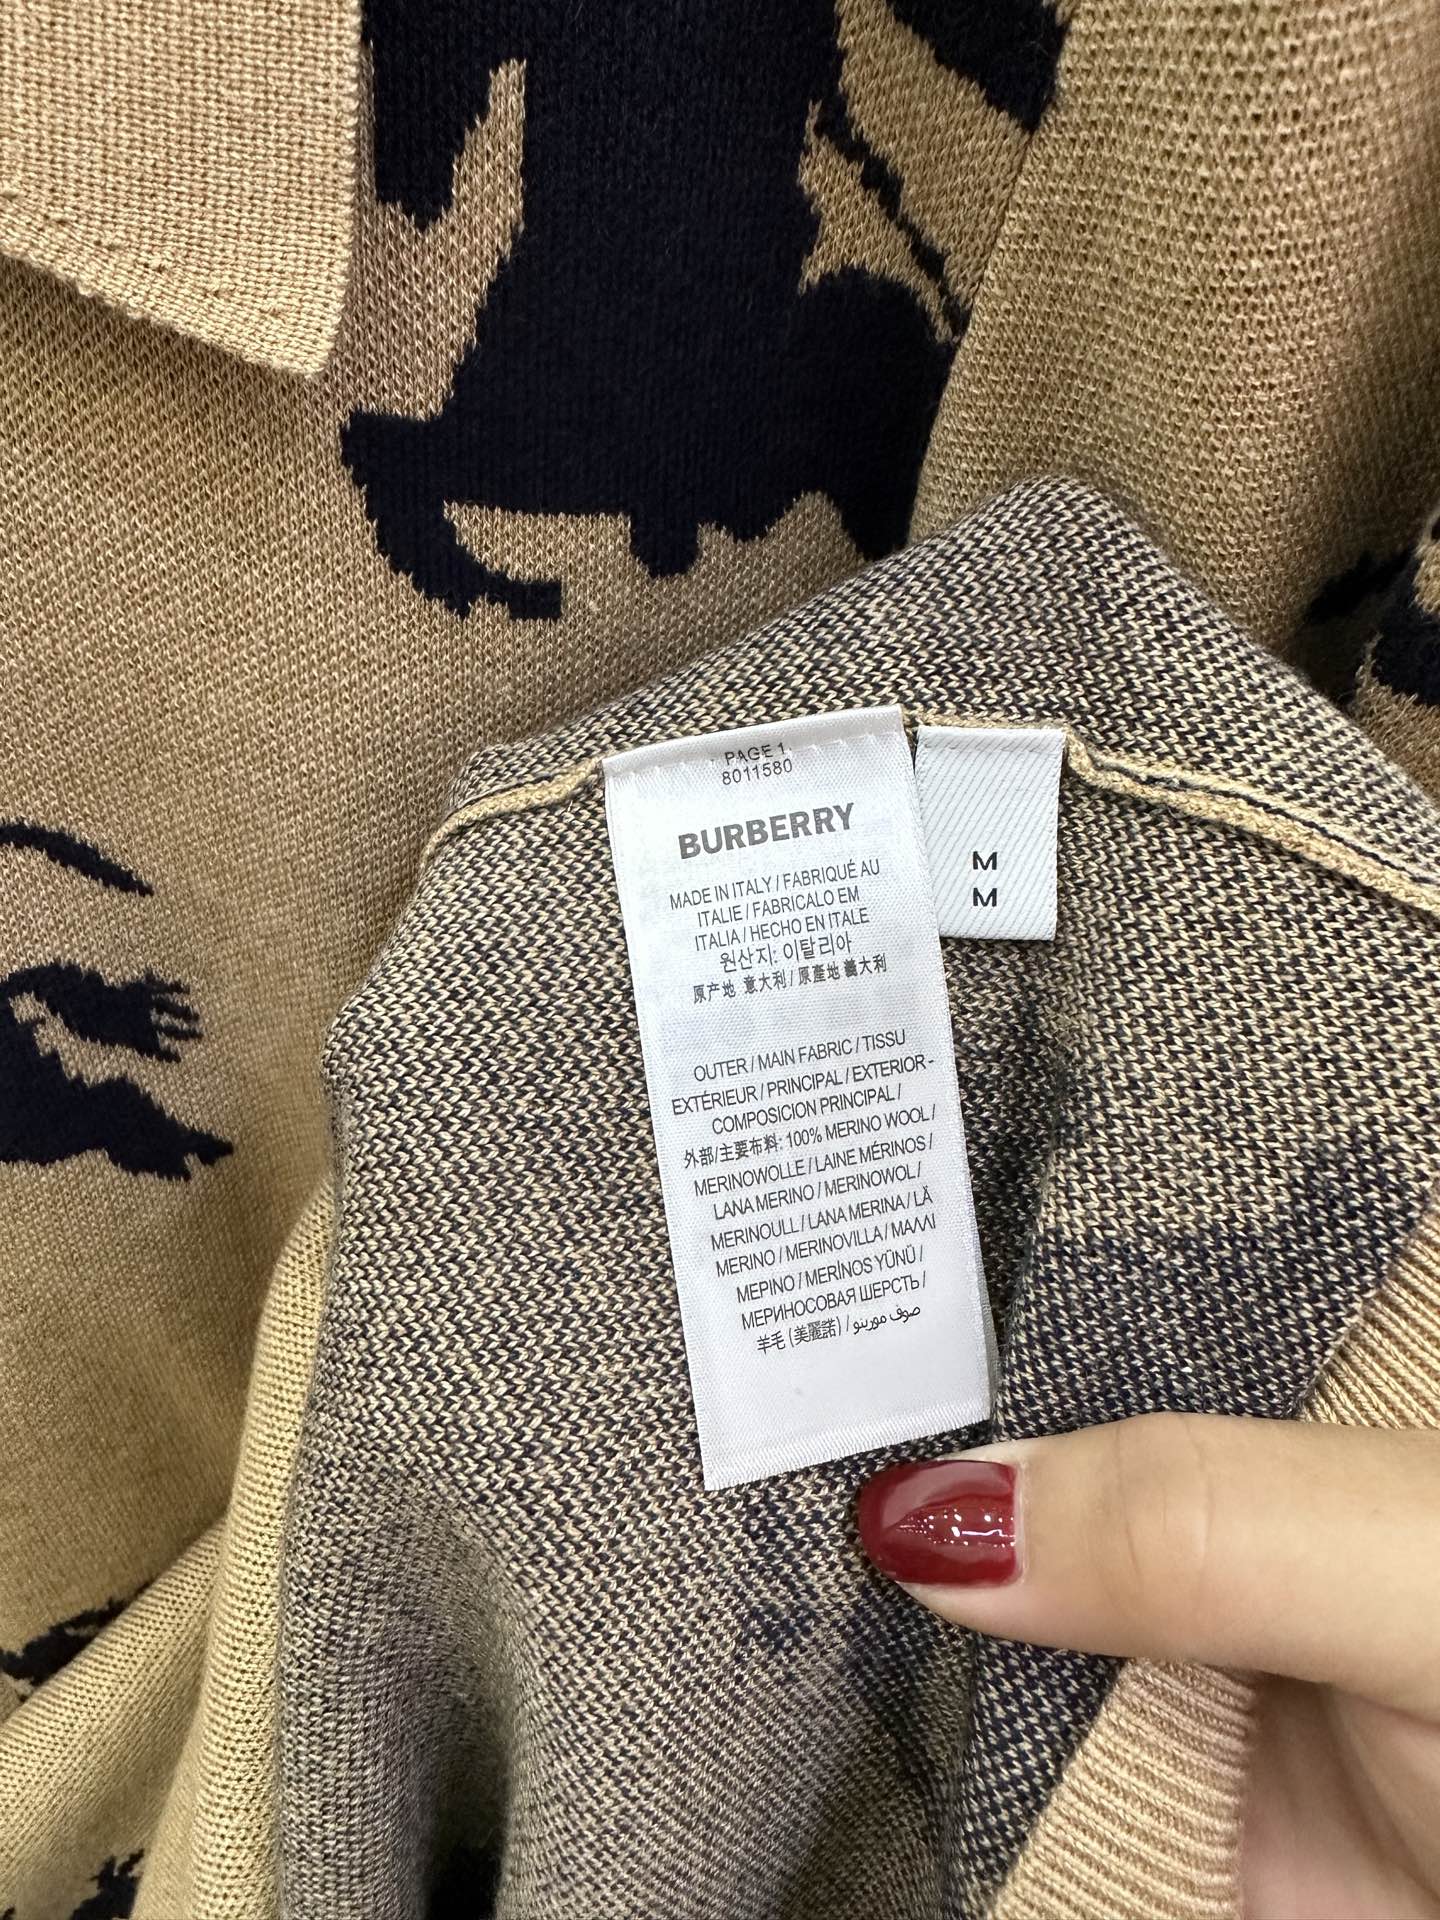 PAGE 1
8011580
BURBERRY
MADE IN ITALY / FABRIQUÉ AU
ITALIE / FABRICALO EM
ITALIA / HECHO EN ITALE
원산지: 이탈리아
原产地 意大利 / 原產地 義大利
OUTER / MAIN FABRIC / TISSU
EXTÉRIEUR / PRINCIPAL / EXTERIOR -
COMPOSICION PRINCIPAL /
外部/主要布料: 100% MERINO WOOL /
MERINOWOLLE / LAINE MÉRINOS /
LANA MERINO / MERINOWOL /
MERINOULL / LANA MERINA / LÃ
MERINO / MERINOVILLA / ΜΑΛΛΙ
ΜΕΡΙΝΟ / MERİNOS YÜNÜ /
МЕРИНОСОВАЯ ШЕРСТЬ /
羊毛 (美麗諾) / صوف مورينو
M
M